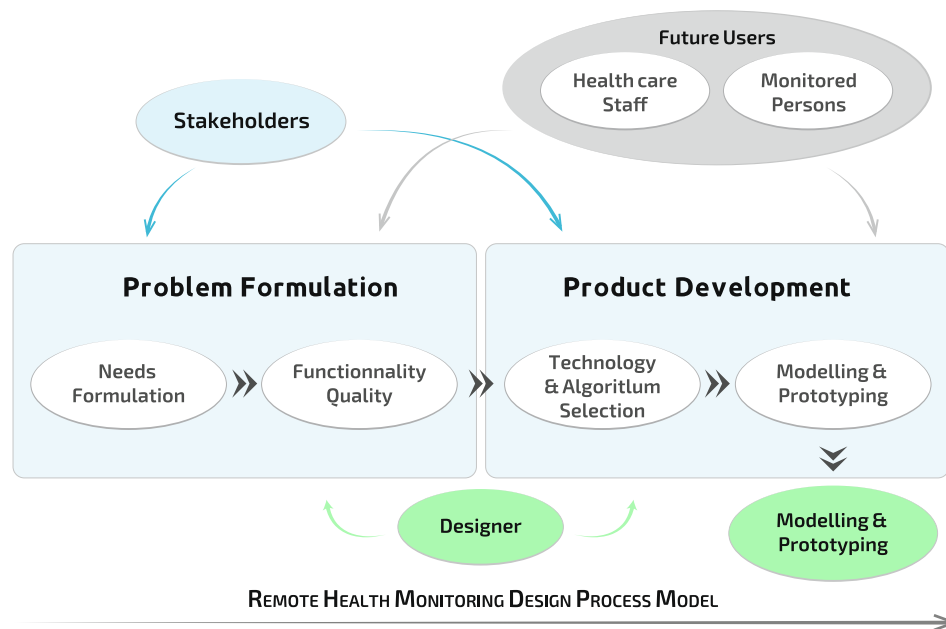 Future Users
Health care
Staff
Monitored
Persons
Stakeholders
Problem Formulation
Product Development
Needs
Formulation
Functionnality
Quality
Technology
& Algoritlum
Selection
Modelling &
Prototyping
Designer
Modelling &
Prototyping
REMOTE HEALTH MONITORING DESIGN PROCESS MODEL